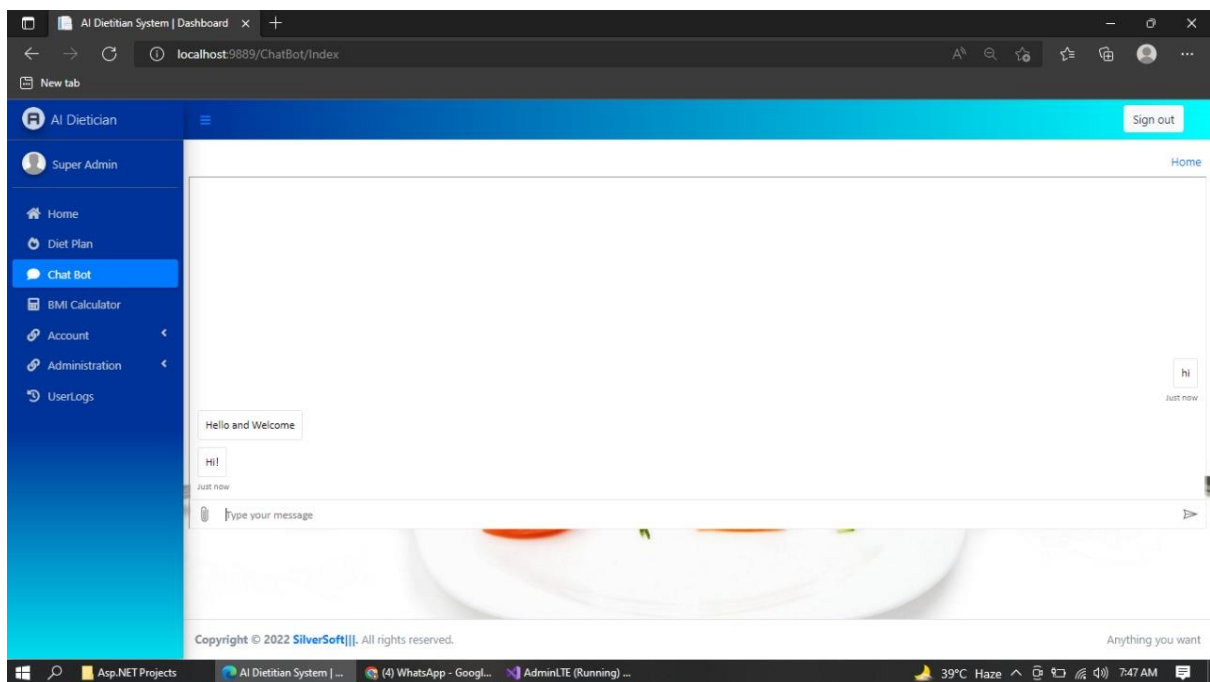 AI Dietitian System | Dashboard
localhost:9889/ChatBot/Index
New tab
AI Dietician
Sign out
Super Admin
Home
Home
Diet Plan
Chat Bot
BMI Calculator
Account
Administration
UserLogs
hi
Just now
Hello and Welcome
Hi!
Just now
Type your message
Copyright © 2022 SilverSoft|||. All rights reserved.
Anything you want
Asp.NET Projects
AI Dietitian System | ...
(4) WhatsApp - Googl...
AdminLTE (Running) ...
39°C Haze
7:47 AM